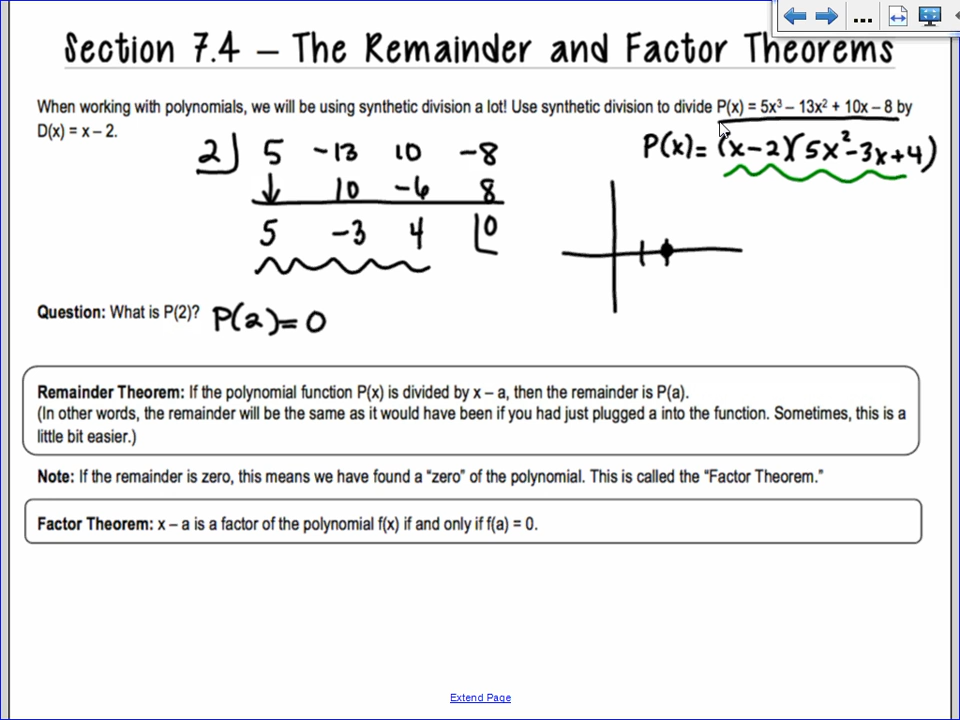 Section 7.4 – The Remainder and Factor Theorems
When working with polynomials, we will be using synthetic division a lot! Use synthetic division to divide P(x) = 5x³ – 13x² + 10x – 8 by
D(x) = x – 2.
P(x) = (x-2)(5x²-3x+4)
2 5 -13 10 -8
↓ 10 -6 8
5 -3 4 0
Question: What is P(2)? P(2) = 0
Remainder Theorem: If the polynomial function P(x) is divided by x – a, then the remainder is P(a).
(In other words, the remainder will be the same as it would have been if you had just plugged a into the function. Sometimes, this is a
little bit easier.)
Note: If the remainder is zero, this means we have found a “zero” of the polynomial. This is called the “Factor Theorem.”
Factor Theorem: x – a is a factor of the polynomial f(x) if and only if f(a) = 0.
Extend Page